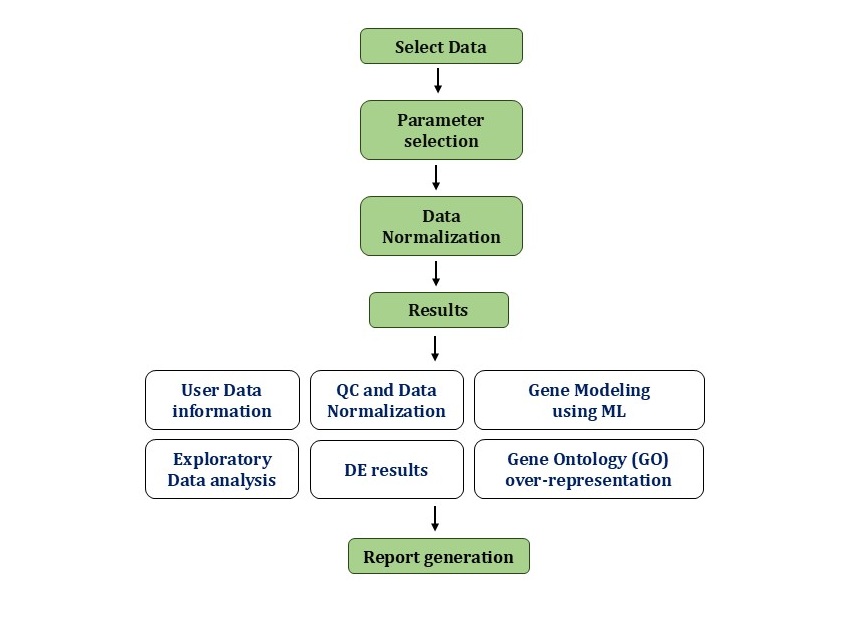 Select Data
Parameter
selection
Data
Normalization
Results
User Data
information
QC and Data
Normalization
Gene Modeling
using ML
Exploratory
Data analysis
DE results
Gene Ontology (GO)
over-representation
Report generation